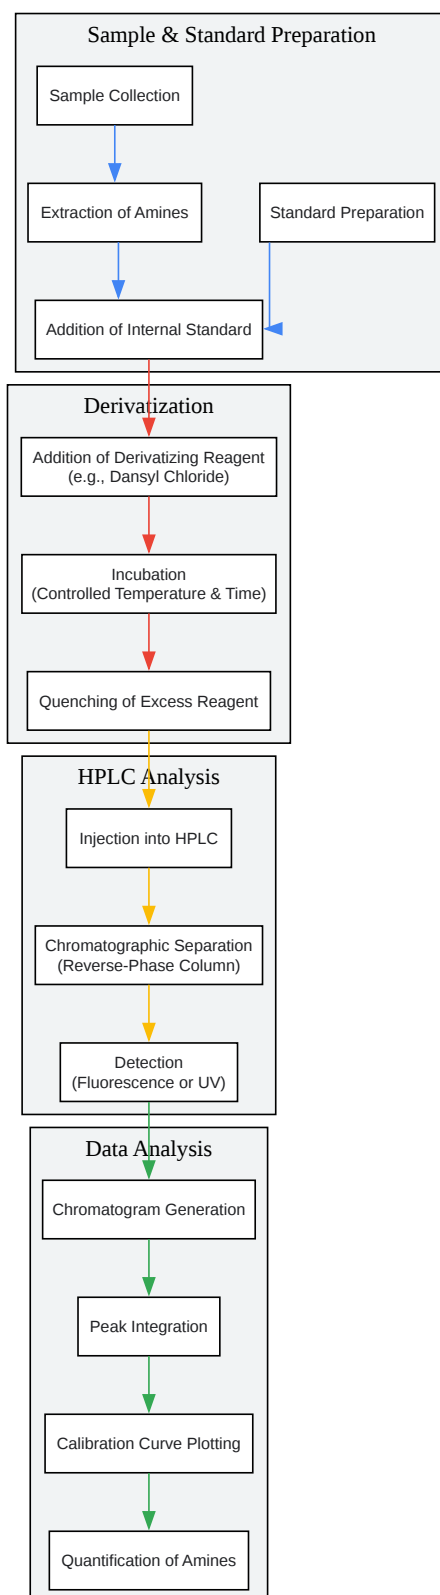 Sample & Standard Preparation
Sample Collection
Extraction of Amines
Standard Preparation
Addition of Internal Standard
Derivatization
Addition of Derivatizing Reagent
(e.g., Dansyl Chloride)
Incubation
(Controlled Temperature & Time)
Quenching of Excess Reagent
HPLC Analysis
Injection into HPLC
Chromatographic Separation
(Reverse-Phase Column)
Detection
(Fluorescence or UV)
Data Analysis
Chromatogram Generation
Peak Integration
Calibration Curve Plotting
Quantification of Amines